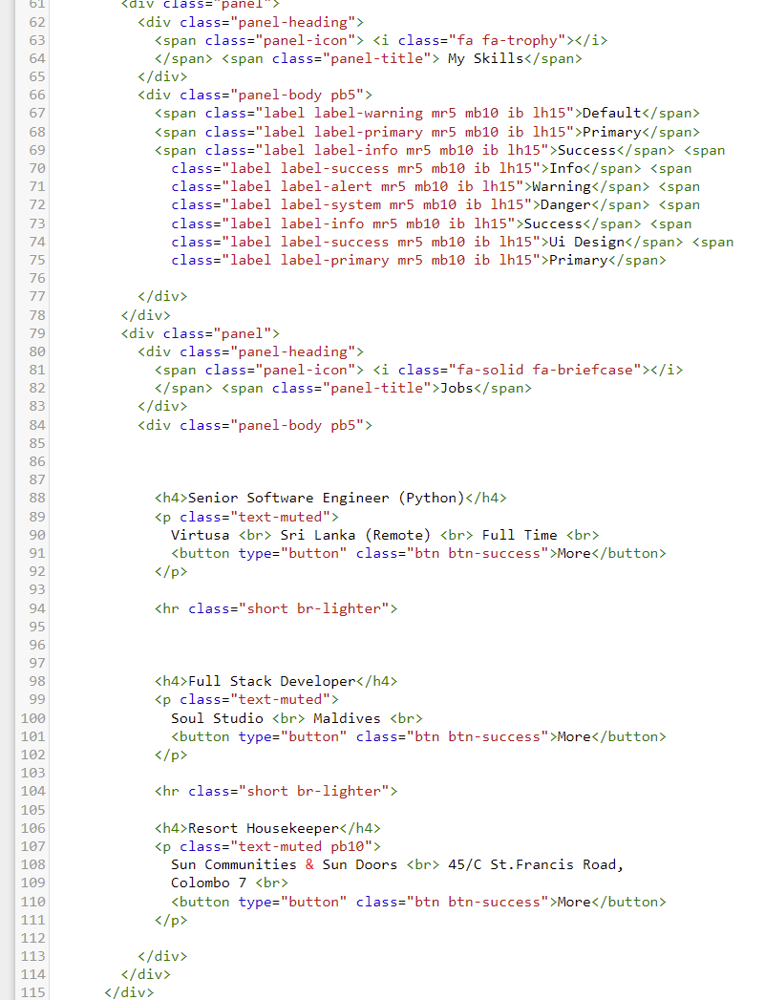 61 <div class="panel">
62 <div class="panel-heading">
63 <span class="panel-icon"> <i class="fa fa-trophy"></i>
64 </span> <span class="panel-title"> My Skills</span>
65 </div>
66 <div class="panel-body pb5">
67 <span class="label label-warning mr5 mb10 ib lh15">Default</span>
68 <span class="label label-primary mr5 mb10 ib lh15">Primary</span>
69 <span class="label label-info mr5 mb10 ib lh15">Success</span> <span
70 class="label label-success mr5 mb10 ib lh15">Info</span> <span
71 class="label label-alert mr5 mb10 ib lh15">Warning</span> <span
72 class="label label-system mr5 mb10 ib lh15">Danger</span> <span
73 class="label label-info mr5 mb10 ib lh15">Success</span> <span
74 class="label label-success mr5 mb10 ib lh15">Ui Design</span> <span
75 class="label label-primary mr5 mb10 ib lh15">Primary</span>
76
77 </div>
78 </div>
79 <div class="panel">
80 <div class="panel-heading">
81 <span class="panel-icon"> <i class="fa-solid fa-briefcase"></i>
82 </span> <span class="panel-title">Jobs</span>
83 </div>
84 <div class="panel-body pb5">
85
86
87
88 <h4>Senior Software Engineer (Python)</h4>
89 <p class="text-muted">
90 Virtusa <br> Sri Lanka (Remote) <br> Full Time <br>
91 <button type="button" class="btn btn-success">More</button>
92 </p>
93
94 <hr class="short br-lighter">
95
96
97
98 <h4>Full Stack Developer</h4>
99 <p class="text-muted">
100 Soul Studio <br> Maldives <br>
101 <button type="button" class="btn btn-success">More</button>
102 </p>
103
104 <hr class="short br-lighter">
105
106 <h4>Resort Housekeeper</h4>
107 <p class="text-muted pb10">
108 Sun Communities & Sun Doors <br> 45/C St.Francis Road,
109 Colombo 7 <br>
110 <button type="button" class="btn btn-success">More</button>
111 </p>
112
113 </div>
114 </div>
115 </div>